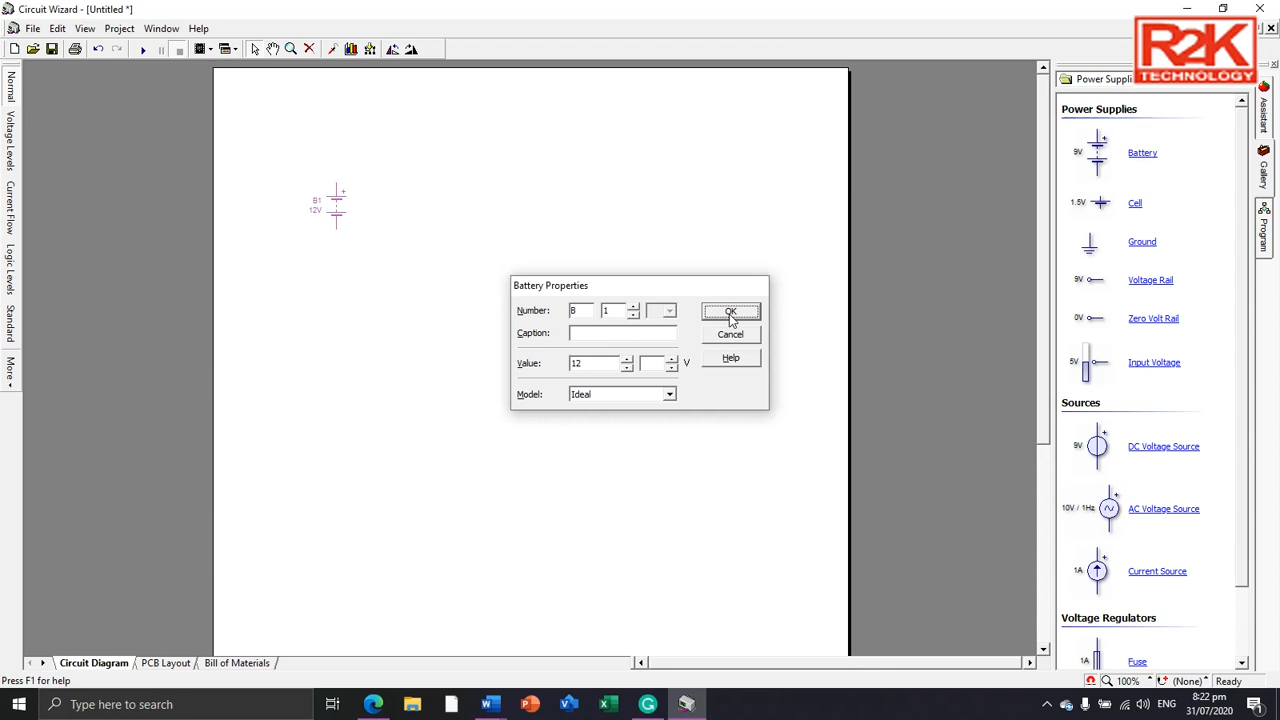 Circuit Wizard - [Untitled *]
File Edit View Project Window Help
R2K
TECHNOLOGY
Normal
Voltage Levels
Current Flow
Logic Levels
Standard
More
B1
12V
Battery Properties
Number: B 1
OK
Caption:
Cancel
Value: 12 V
Help
Model: Ideal
Power Supplies
Power Supplies
9V Battery
1.5V Cell
Ground
9V Voltage Rail
0V Zero Volt Rail
5V Input Voltage
Sources
9V DC Voltage Source
10V / 1Hz AC Voltage Source
1A Current Source
Voltage Regulators
1A Fuse
Assistant
Gallery
Program
Circuit Diagram PCB Layout Bill of Materials
Press F1 for help
100% (None) Ready
Type here to search
ENG
8:22 pm
31/07/2020